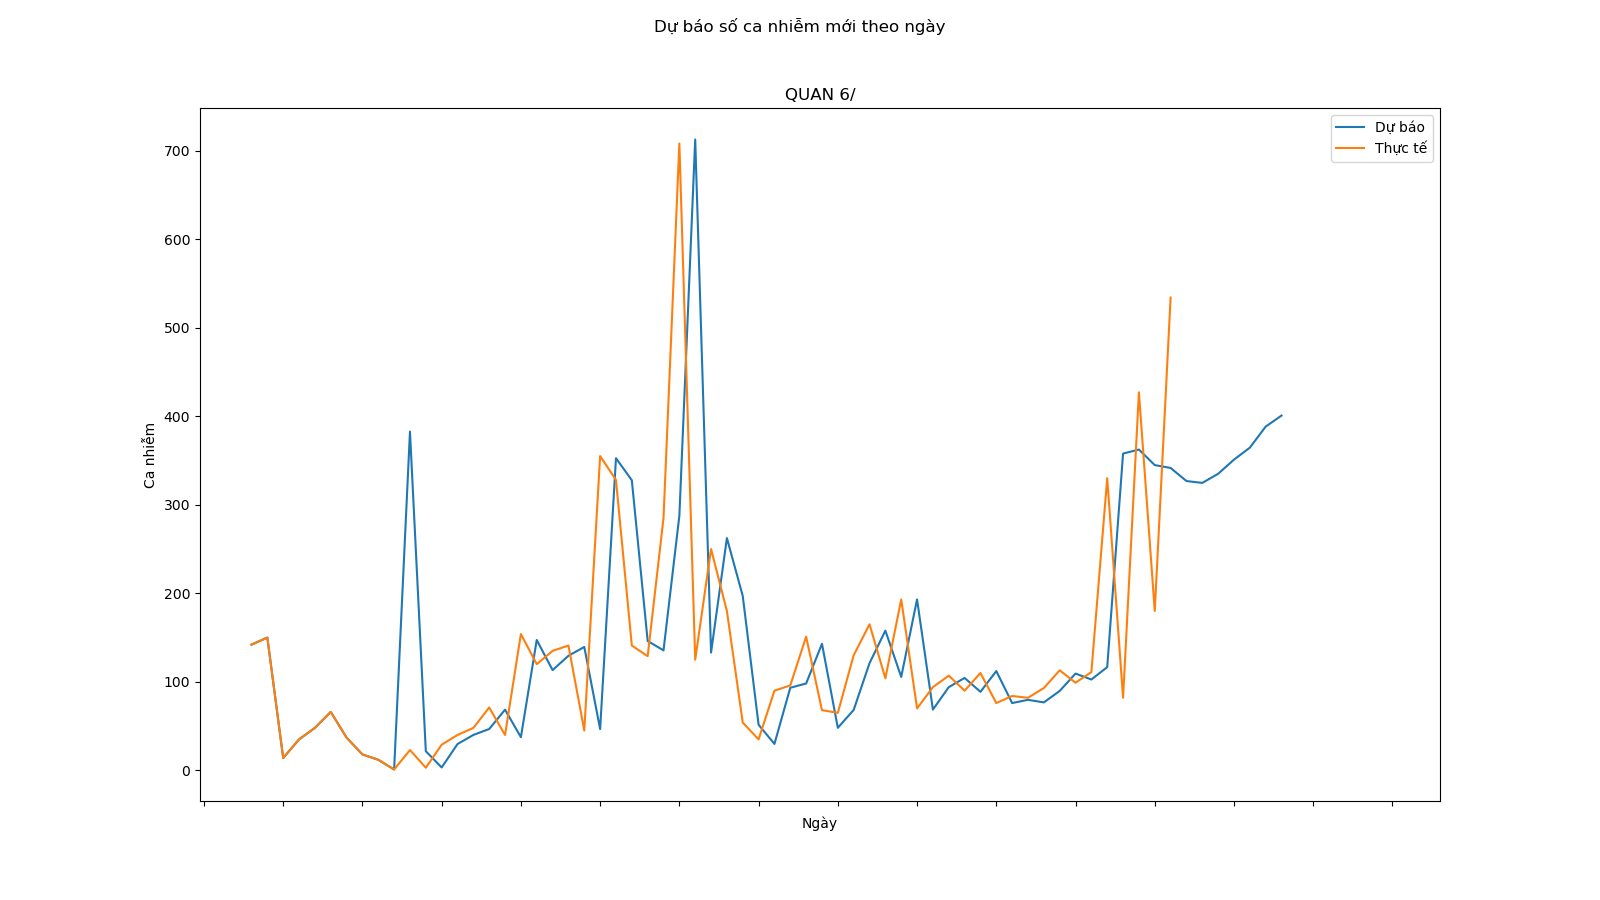 Dự báo số ca nhiễm mới theo ngày
QUAN 6/
Dự báo
Thực tế
700
600
500
400
300
200
100
0
Ca nhiễm
Ngày